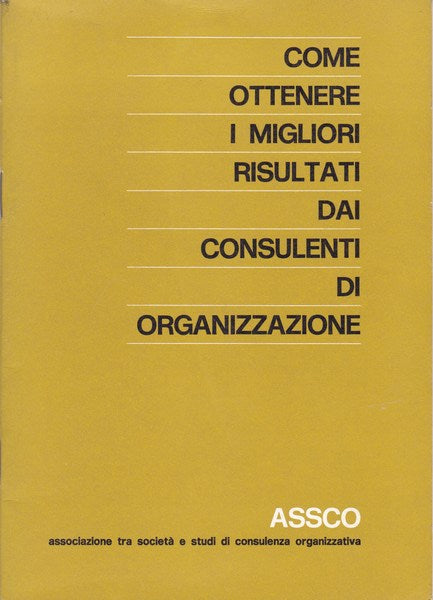 COME
OTTENERE
I MIGLIORI
RISULTATI
DAI
CONSULENTI
DI
ORGANIZZAZIONE
ASSCO
associazione tra società e studi di consulenza organizzativa